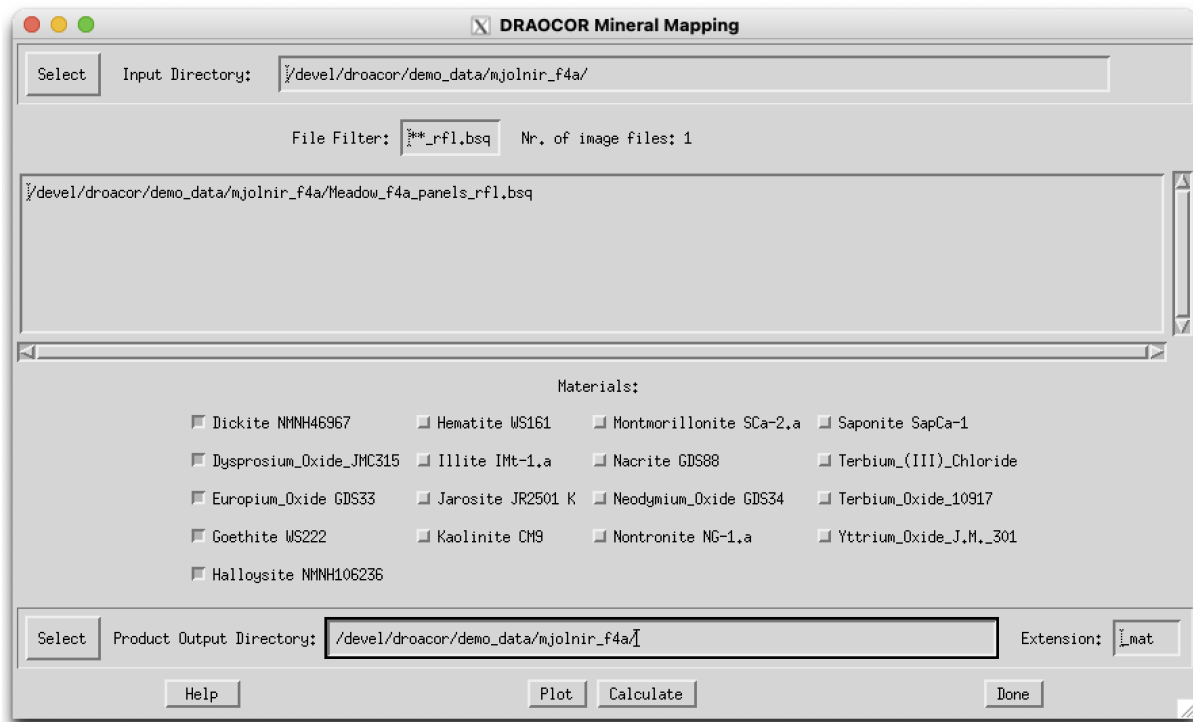 DRAOCOR Mineral Mapping
Select Input Directory: /devel/droacor/demo_data/mjolnir_f4a/
File Filter: **_rfl.bsq Nr. of image files: 1
/devel/droacor/demo_data/mjolnir_f4a/Meadow_f4a_panels_rfl.bsq
Materials:
Dickite NMNH46967 Hematite WS161 Montmorillonite SCa-2.a Saponite SapCa-1
Dysprosium_Oxide_JMC315 Illite IMt-1.a Nacrite GDS88 Terbium_(III)_Chloride
Europium_Oxide GDS33 Jarosite JR2501 K Neodymium_Oxide GDS34 Terbium_Oxide_10917
Goethite WS222 Kaolinite CM9 Nontronite NG-1.a Yttrium_Oxide_J.M._301
Halloysite NMNH106236
Select Product Output Directory: /devel/droacor/demo_data/mjolnir_f4a/ Extension: _mat
Help Plot Calculate Done